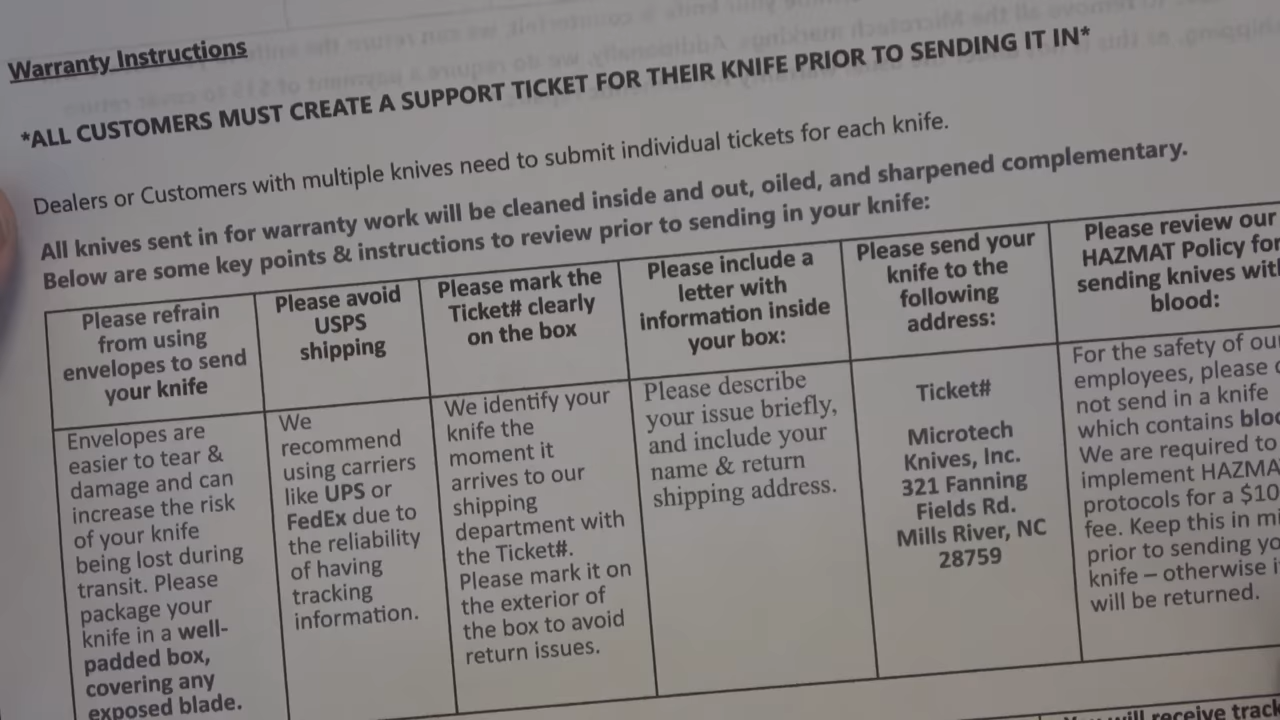 Warranty Instructions
*ALL CUSTOMERS MUST CREATE A SUPPORT TICKET FOR THEIR KNIFE PRIOR TO SENDING IT IN*
Dealers or Customers with multiple knives need to submit individual tickets for each knife.
All knives sent in for warranty work will be cleaned inside and out, oiled, and sharpened complementary.
Below are some key points & instructions to review prior to sending in your knife:
Please refrain
from using
envelopes to send
your knife
Envelopes are
easier to tear &
damage and can
increase the risk
of your knife
being lost during
transit. Please
package your
knife in a well-
padded box,
covering any
exposed blade.
Please avoid
USPS
shipping
We
recommend
using carriers
like UPS or
FedEx due to
the reliability
of having
tracking
information.
Please mark the
Ticket# clearly
on the box
We identify your
knife the
moment it
arrives to our
shipping
department with
the Ticket#.
Please mark it on
the exterior of
the box to avoid
return issues.
Please include a
letter with
information inside
your box:
Please describe
your issue briefly,
and include your
name & return
shipping address.
Please send your
knife to the
following
address:
Ticket#
Microtech
Knives, Inc.
321 Fanning
Fields Rd.
Mills River, NC
28759
Please review our
HAZMAT Policy for
sending knives
blood:
For the safety of
employees, please
not send in a knife
which contains
We are required to
implement
protocols for a
fee. Keep this in
prior to sending
knife – otherwise
will be returned.
receive